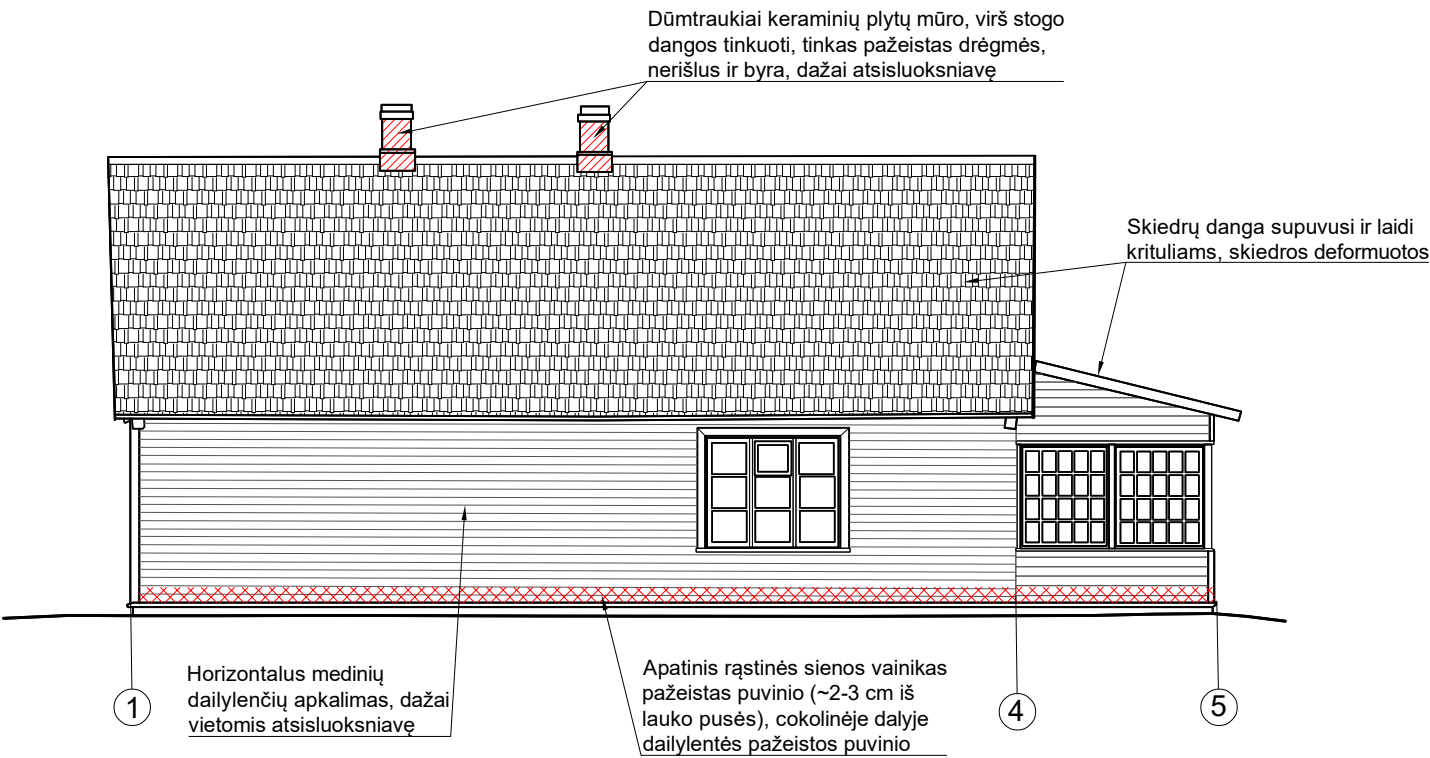 Dūmtraukiai keraminių plytų mūro, virš stogo
dangos tinkuoti, tinkas pažeistas drėgmės,
nerišlus ir byra, dažai atsisluoksniavę
Skiedrų danga supuvusi ir laidi
krituliams, skiedros deformuotos
Horizontalus medinių
dailylenčių apkalimas, dažai
vietomis atsisluoksniavę
Apatinis rąstinės sienos vainikas
pažeistas puvinio (~2-3 cm iš
lauko pusės), cokolinėje dalyje
dailylentės pažeistos puvinio
1
4
5